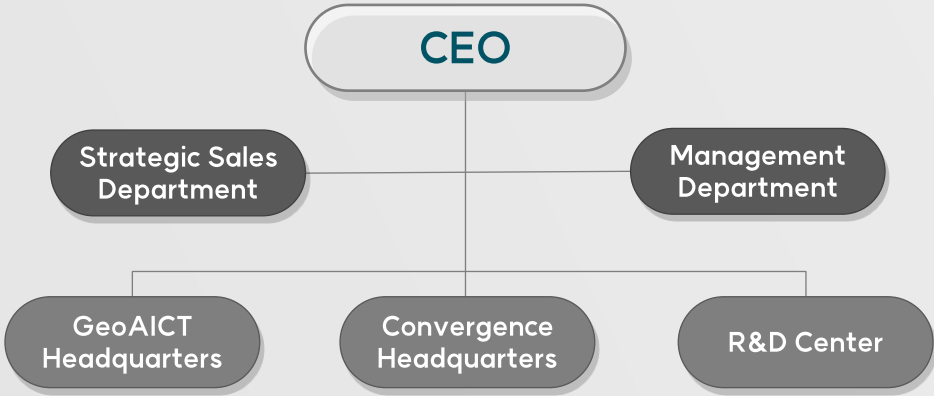 CEO
Strategic Sales
Department
Management
Department
GeoAICT
Headquarters
Convergence
Headquarters
R&D Center